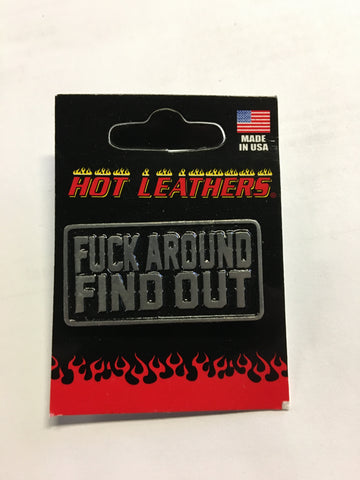 MADE
IN USA
HOT LEATHERS®
FUCK AROUND
FIND OUT